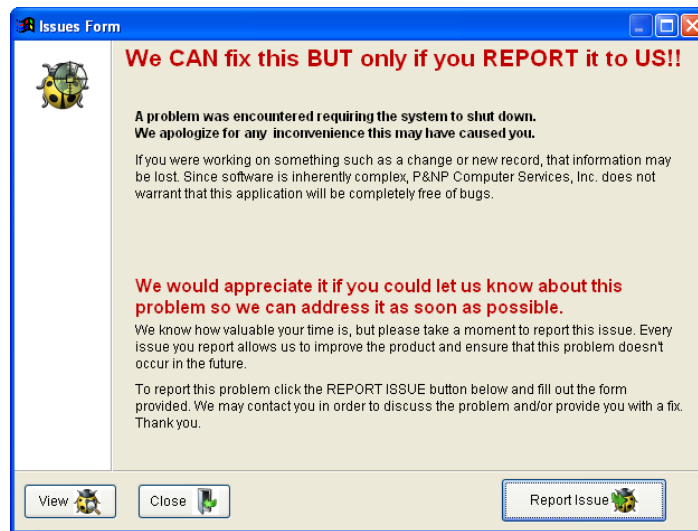 Issues Form
We CAN fix this BUT only if you REPORT it to US!!
A problem was encountered requiring the system to shut down.
We apologize for any inconvenience this may have caused you.
If you were working on something such as a change or new record, that information may
be lost. Since software is inherently complex, P&NP Computer Services, Inc. does not
warrant that this application will be completely free of bugs.
We would appreciate it if you could let us know about this
problem so we can address it as soon as possible.
We know how valuable your time is, but please take a moment to report this issue. Every
issue you report allows us to improve the product and ensure that this problem doesn't
occur in the future.
To report this problem click the REPORT ISSUE button below and fill out the form
provided. We may contact you in order to discuss the problem and/or provide you with a fix.
Thank you.
View
Close
Report Issue